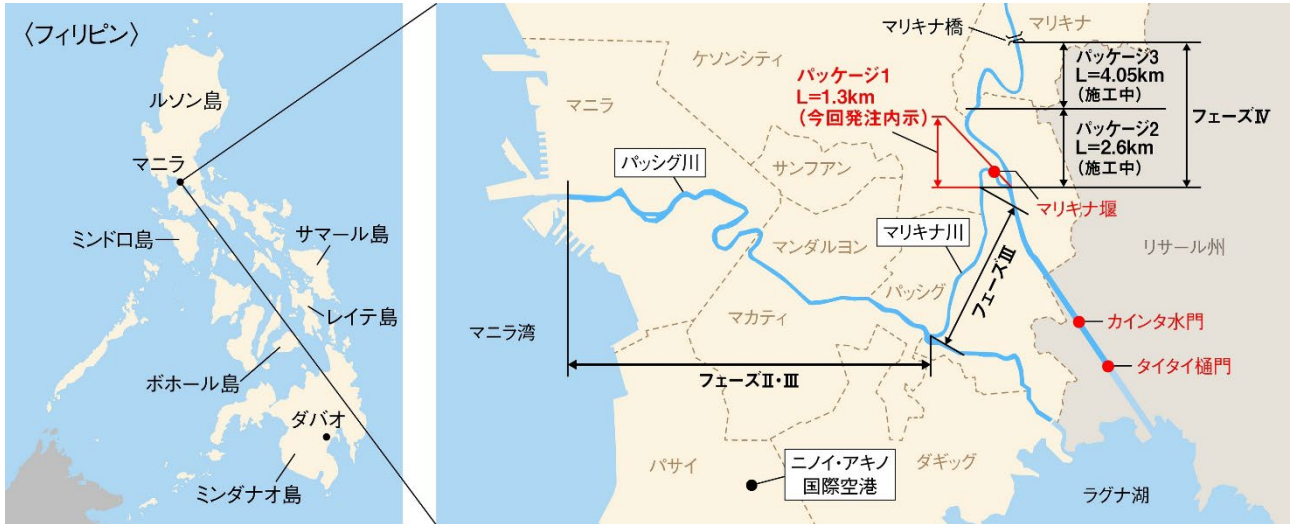 〈フィリピン〉
ルソン島
マニラ
ミンドロ島
サマール島
レイテ島
ボホール島
ダバオ
ミンダナオ島
マリキナ橋
マリキナ
ケソンシティ
パッケージ1
L=1.3km
(今回発注内示)
パッケージ3
L=4.05km
(施工中)
フェーズⅣ
パッケージ2
L=2.6km
(施工中)
マニラ
パッシグ川
サンフアン
マリキナ堰
マンダルヨン
マリキナ川
フェーズⅢ
リサール州
パッシグ
マニラ湾
マカティ
カインタ水門
タイタイ樋門
フェーズⅡ・Ⅲ
パサイ
ニノイ・アキノ
国際空港
ダギッグ
ラグナ湖